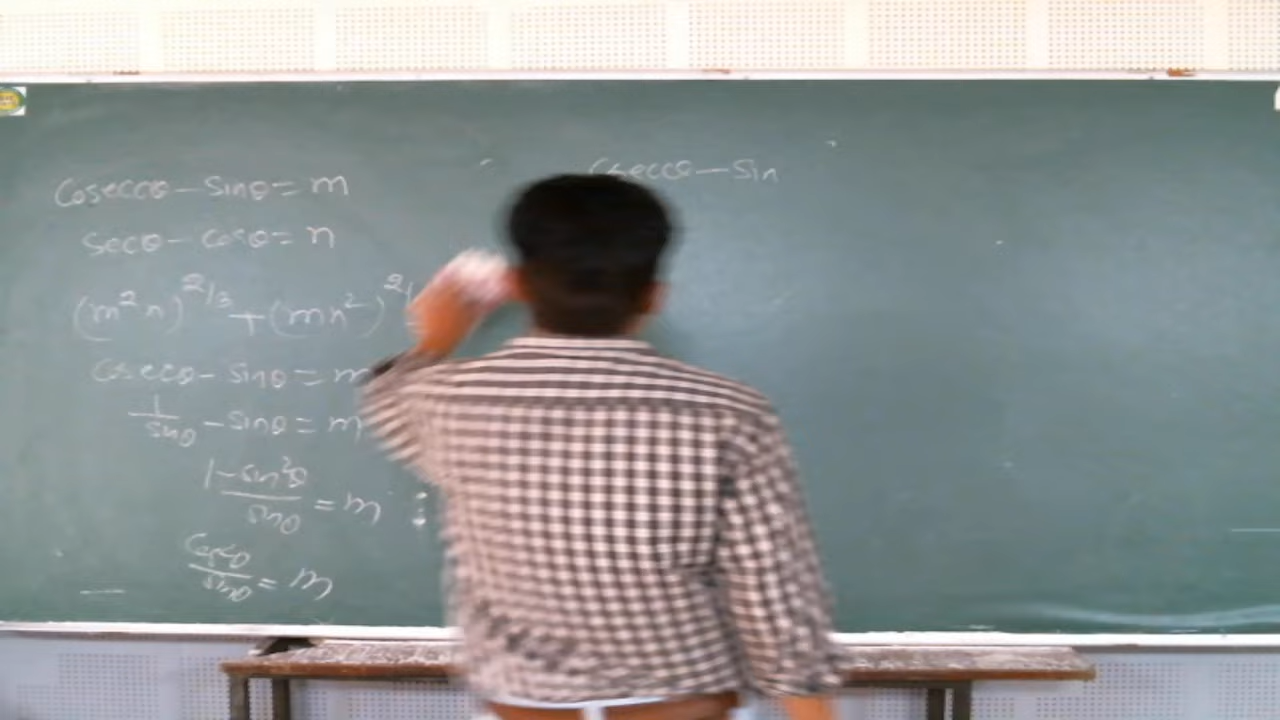 Cosecθ - sinθ = m
secθ - cosθ = n
(m²n)^2/3 + (mn²)^2/
cosecθ - sinθ = m
1/sinθ - sinθ = m
1-sin²θ/sinθ = m
/sinθ = m
Cosecθ - Sin